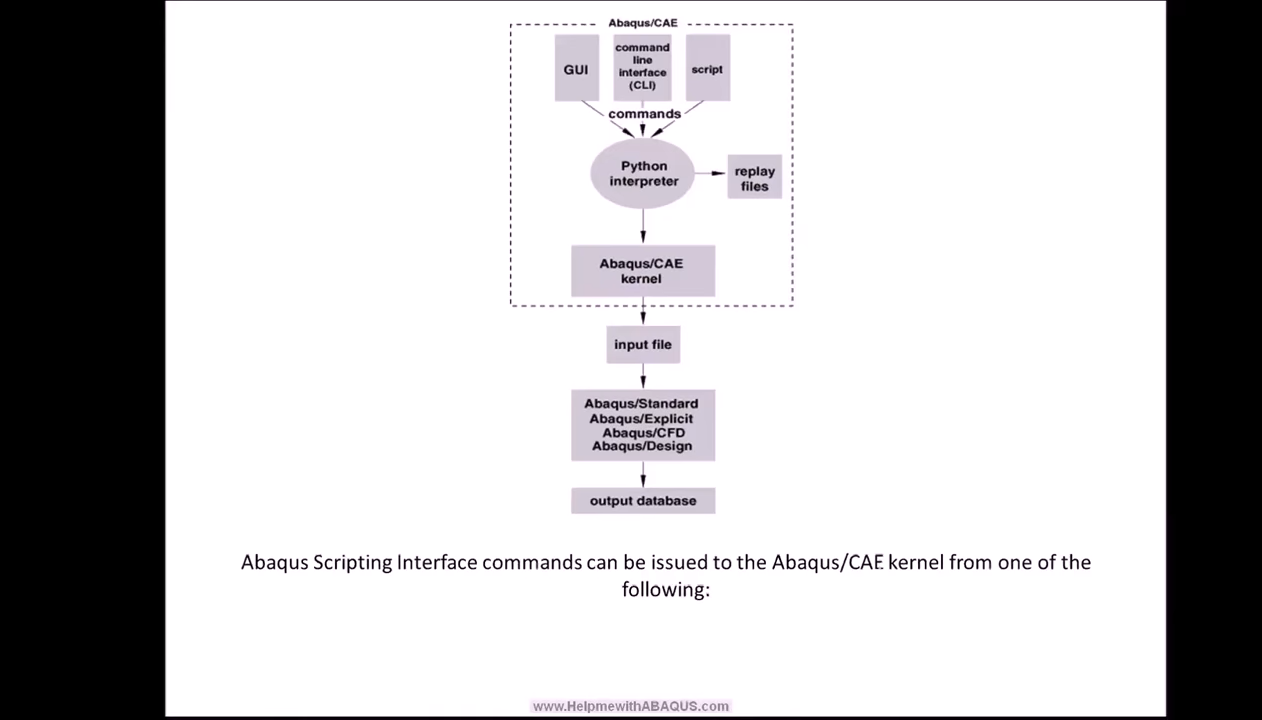 Abaqus/CAE
GUI
command
line
interface
(CLI)
script
commands
Python
interpreter
replay
files
Abaqus/CAE
kernel
input file
Abaqus/Standard
Abaqus/Explicit
Abaqus/CFD
Abaqus/Design
output database
Abaqus Scripting Interface commands can be issued to the Abaqus/CAE kernel from one of the
following:
www.HelpmewithABAQUS.com